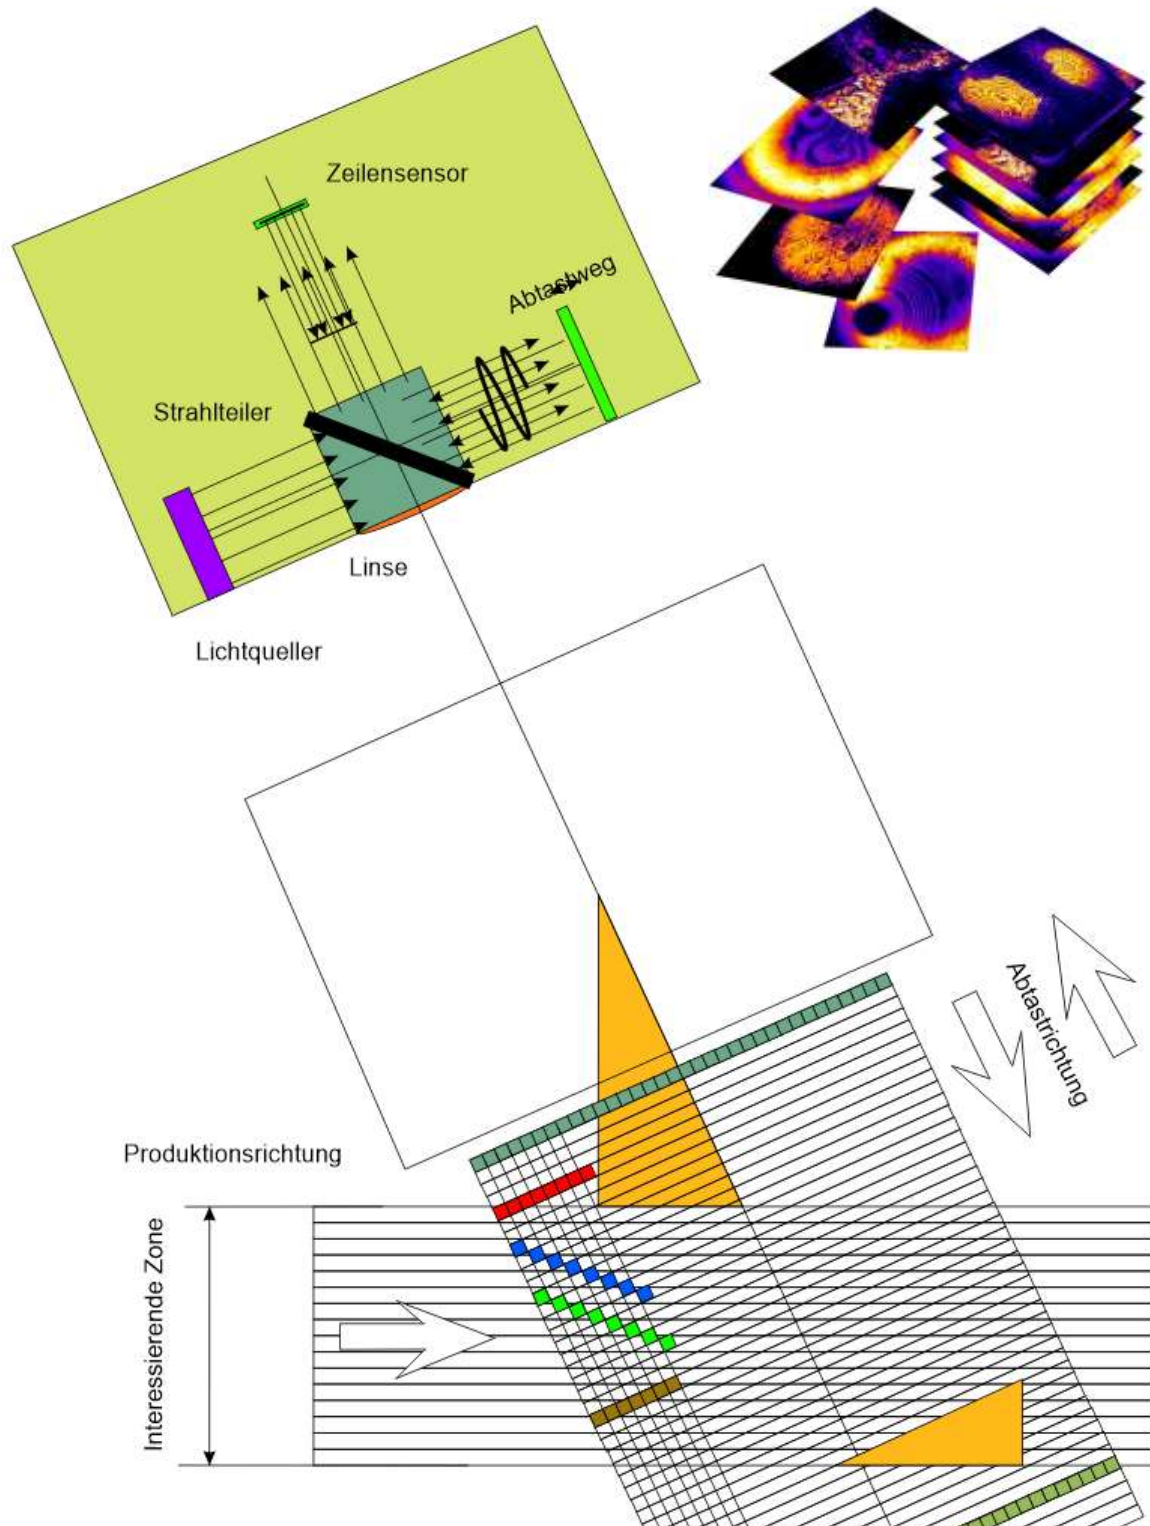 Zeilensensor
Abtastweg
Strahlteiler
Linse
Lichtqueller
Abtastrichtung
Produktionsrichtung
Interessierende Zone